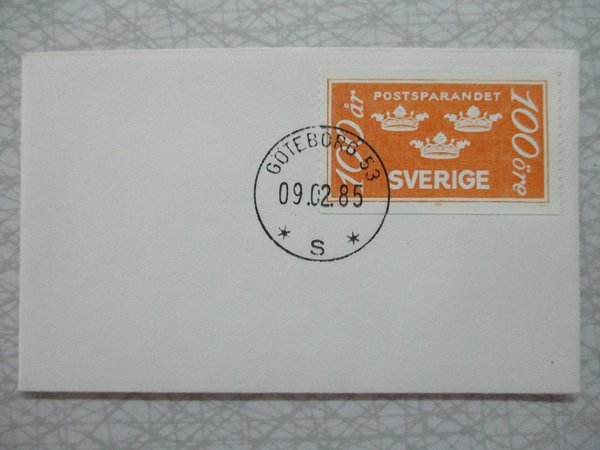 POSTSPARANDET
100 år
100 öre
SVERIGE
GÖTEBORG 53
09.02.85
* S *